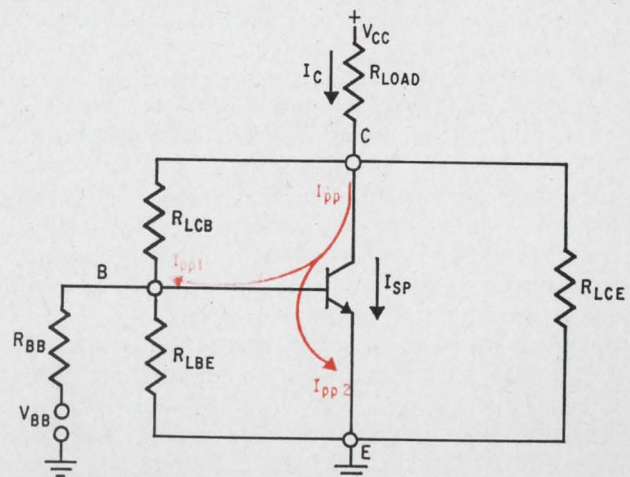 +
VCC
IC
RLOAD
C
Ipp
RLCB
Ipp1
B
ISP
RLCE
RBB
RLBE
Ipp2
VBB
E